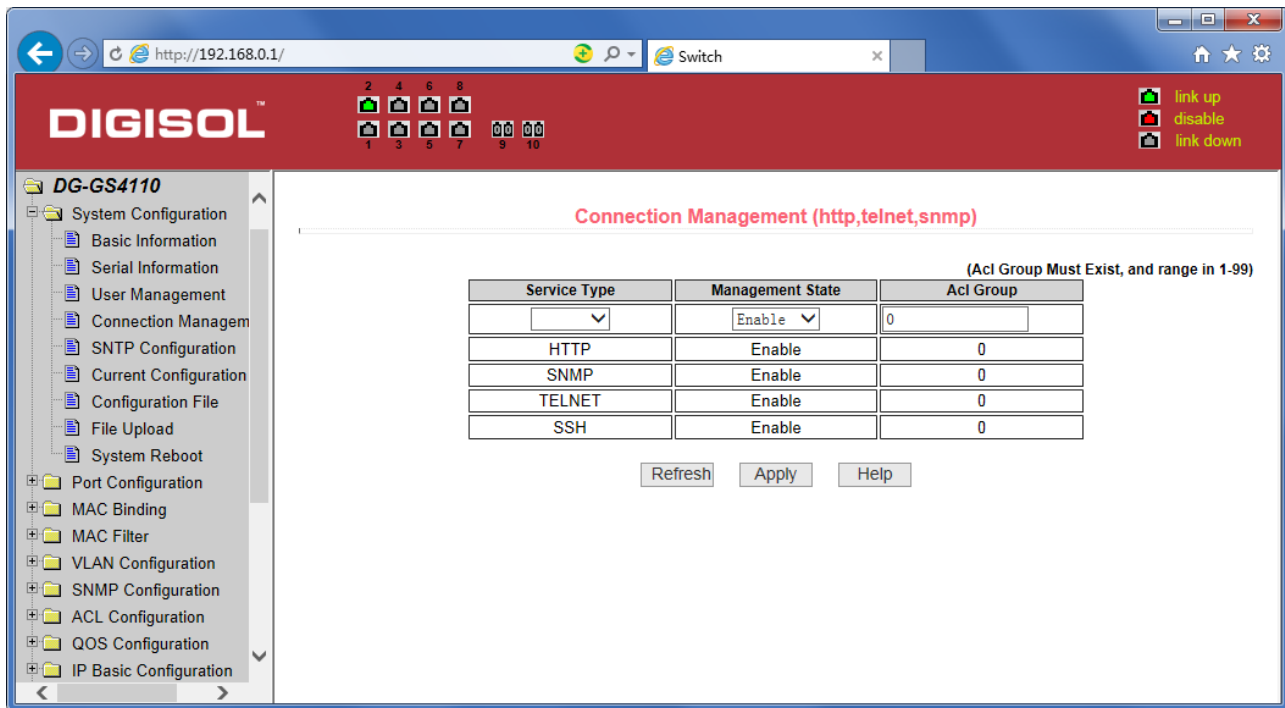 http://192.168.0.1/
Switch
DIGISOL™
2 4 6 8
1 3 5 7 9 10
link up
disable
link down
DG-GS4110
System Configuration
Basic Information
Serial Information
User Management
Connection Managem
SNTP Configuration
Current Configuration
Configuration File
File Upload
System Reboot
Port Configuration
MAC Binding
MAC Filter
VLAN Configuration
SNMP Configuration
ACL Configuration
QOS Configuration
IP Basic Configuration
Connection Management (http,telnet,snmp)
(Acl Group Must Exist, and range in 1-99)
Service Type Management State Acl Group
Enable 0
HTTP Enable 0
SNMP Enable 0
TELNET Enable 0
SSH Enable 0
Refresh Apply Help